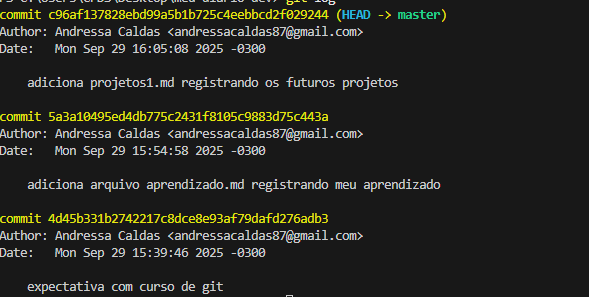 commit c96af137828ebd99a5b1b725c4eebbcd2f029244 (HEAD -> master)
Author: Andressa Caldas <andressacaldas87@gmail.com>
Date:   Mon Sep 29 16:05:08 2025 -0300
adiciona projetos1.md registrando os futuros projetos
commit 5a3a10495ed4db775c2431f8105c9883d75c443a
Author: Andressa Caldas <andressacaldas87@gmail.com>
Date:   Mon Sep 29 15:54:58 2025 -0300
adiciona arquivo aprendizado.md registrando meu aprendizado
commit 4d45b331b2742217c8dce8e93af79dafd276adb3
Author: Andressa Caldas <andressacaldas87@gmail.com>
Date:   Mon Sep 29 15:39:46 2025 -0300
expectativa com curso de git